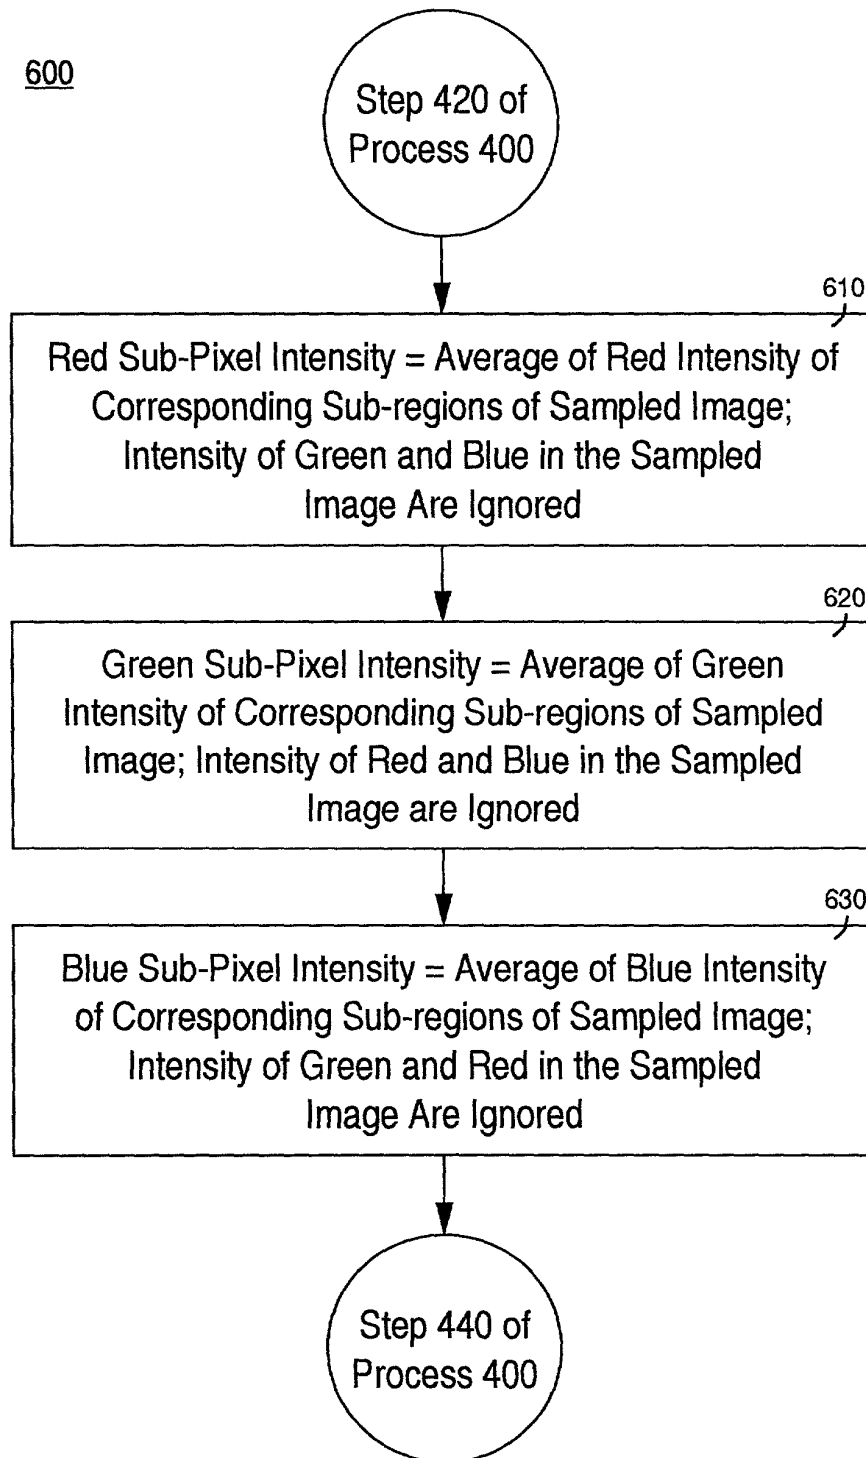 600
Step 420 of
Process 400
610
Red Sub-Pixel Intensity = Average of Red Intensity of
Corresponding Sub-regions of Sampled Image;
Intensity of Green and Blue in the Sampled
Image Are Ignored
620
Green Sub-Pixel Intensity = Average of Green
Intensity of Corresponding Sub-regions of Sampled
Image; Intensity of Red and Blue in the Sampled
Image are Ignored
630
Blue Sub-Pixel Intensity = Average of Blue Intensity
of Corresponding Sub-regions of Sampled Image;
Intensity of Green and Red in the Sampled
Image Are Ignored
Step 440 of
Process 400